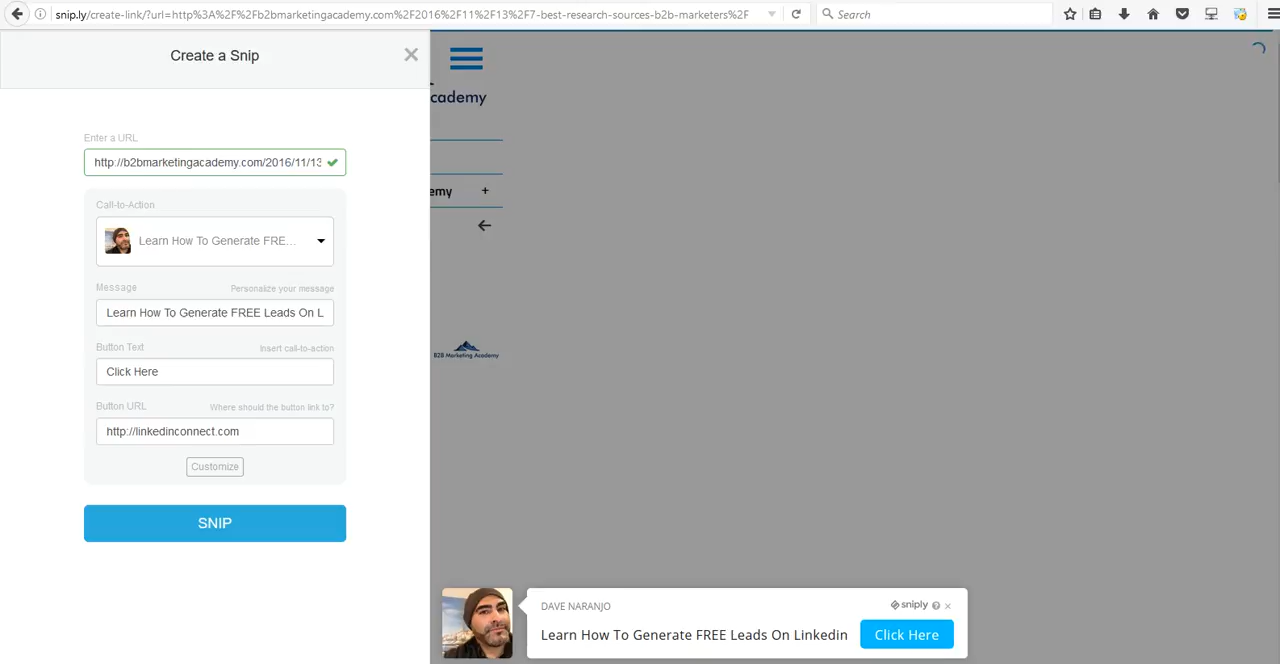 snip.ly/create-link/?url=http%3A%2F%2Fb2bmarketingacademy.com%2F2016%2F11%2F13%2F7-best-research-sources-b2b-marketers%2F
Search
Create a Snip
Enter a URL
http://b2bmarketingacademy.com/2016/11/13
Call-to-Action
Learn How To Generate FRE...
Message Personalize your message
Learn How To Generate FREE Leads On L
Button Text Insert call-to-action
Click Here
Button URL Where should the button link to?
http://linkedinconnect.com
Customize
SNIP
cademy
emy +
B2B Marketing Academy
DAVE NARANJO
sniply
Learn How To Generate FREE Leads On Linkedin
Click Here